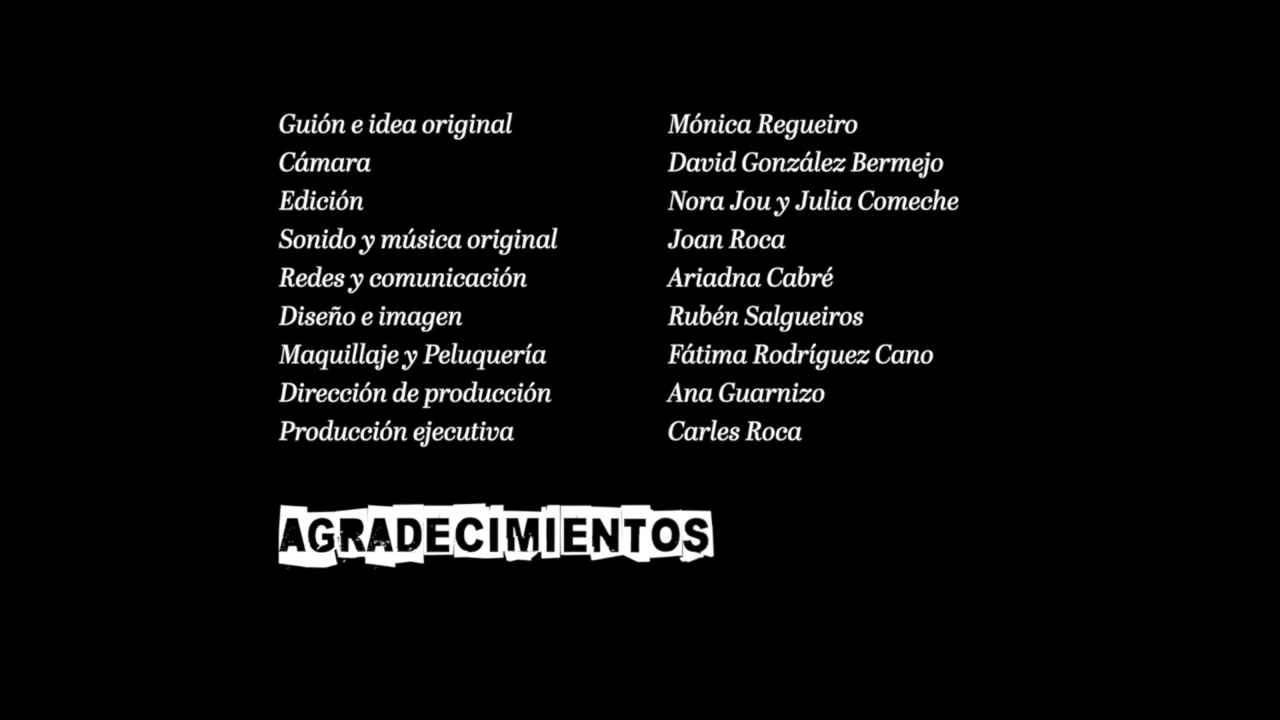 Guión e idea original Mónica Regueiro
Cámara David González Bermejo
Edición Nora Jou y Julia Comeche
Sonido y música original Joan Roca
Redes y comunicación Ariadna Cabré
Diseño e imagen Rubén Salgueiros
Maquillaje y Peluquería Fátima Rodríguez Cano
Dirección de producción Ana Guarnizo
Producción ejecutiva Carles Roca
AGRADECIMIENTOS